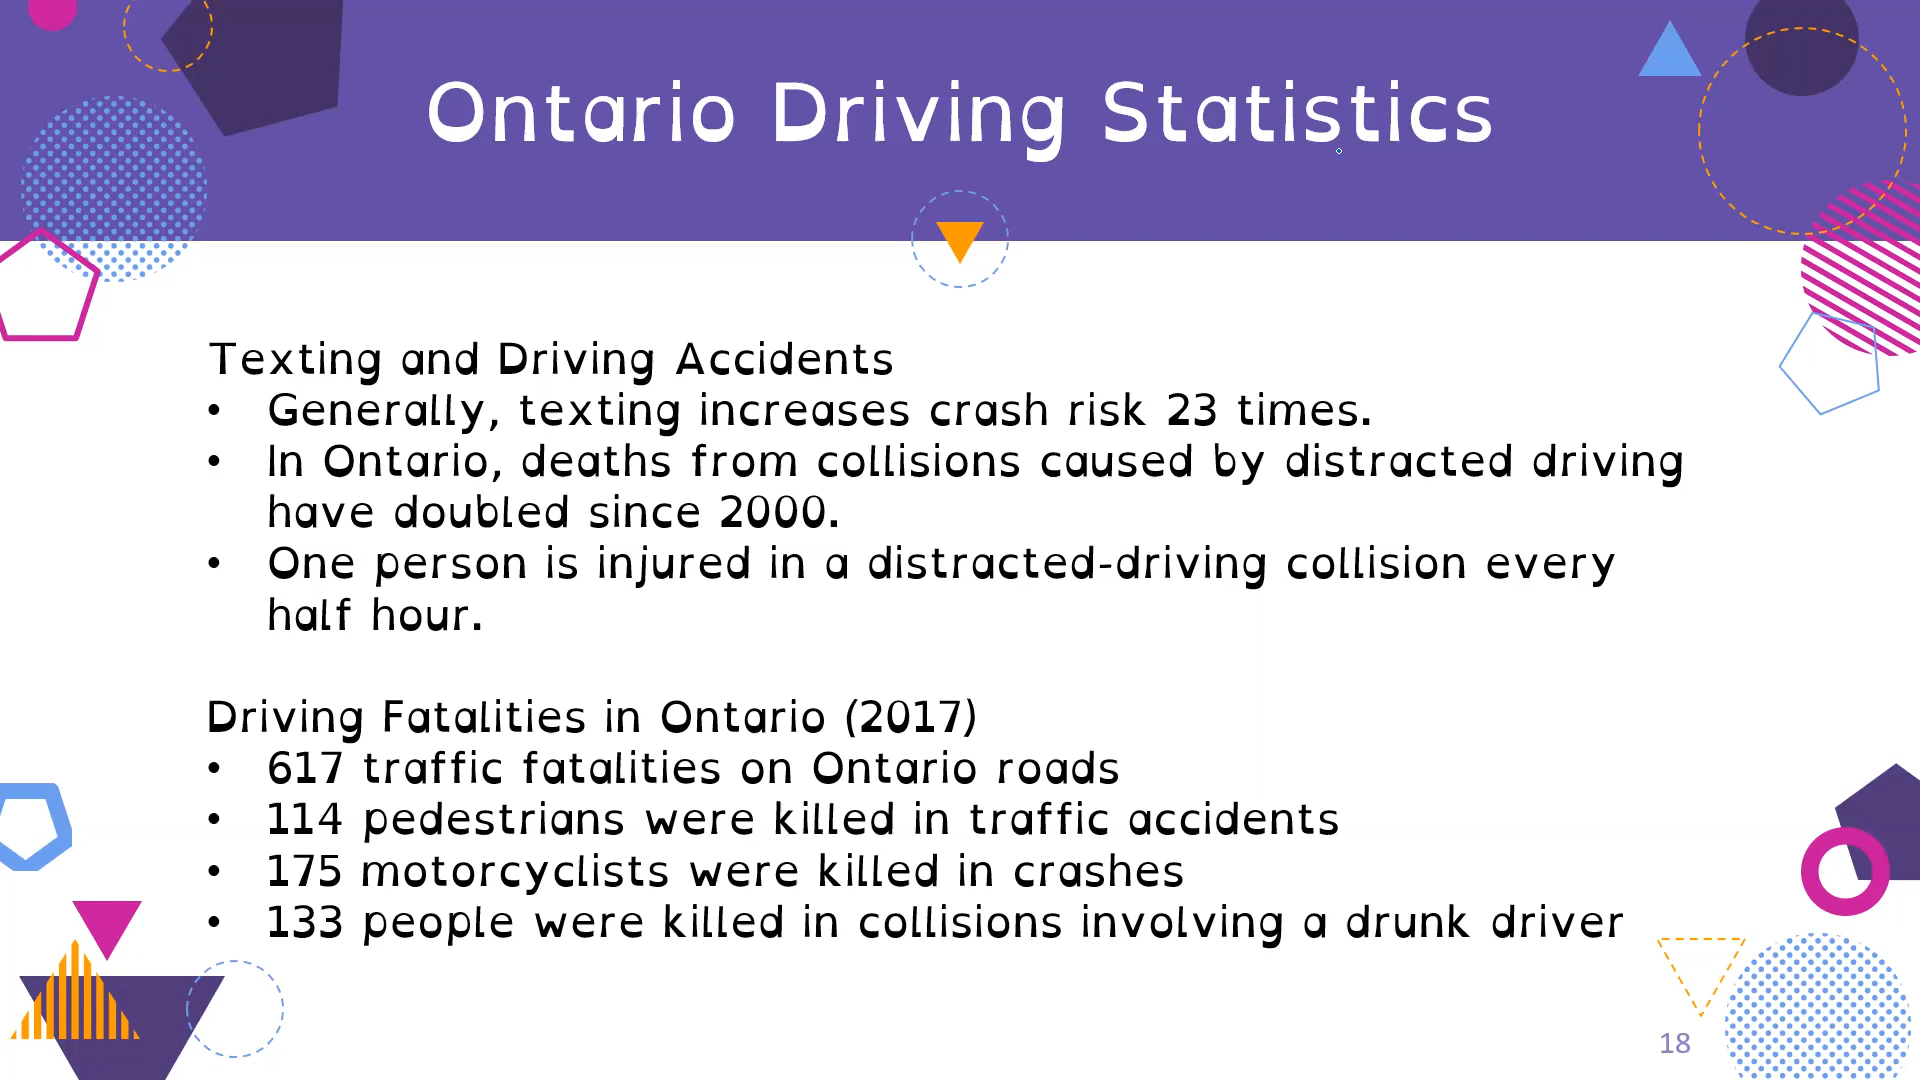 Ontario Driving Statistics
Texting and Driving Accidents
• Generally, texting increases crash risk 23 times.
• In Ontario, deaths from collisions caused by distracted driving
have doubled since 2000.
• One person is injured in a distracted-driving collision every
half hour.
Driving Fatalities in Ontario (2017)
• 617 traffic fatalities on Ontario roads
• 114 pedestrians were killed in traffic accidents
• 175 motorcyclists were killed in crashes
• 133 people were killed in collisions involving a drunk driver
18